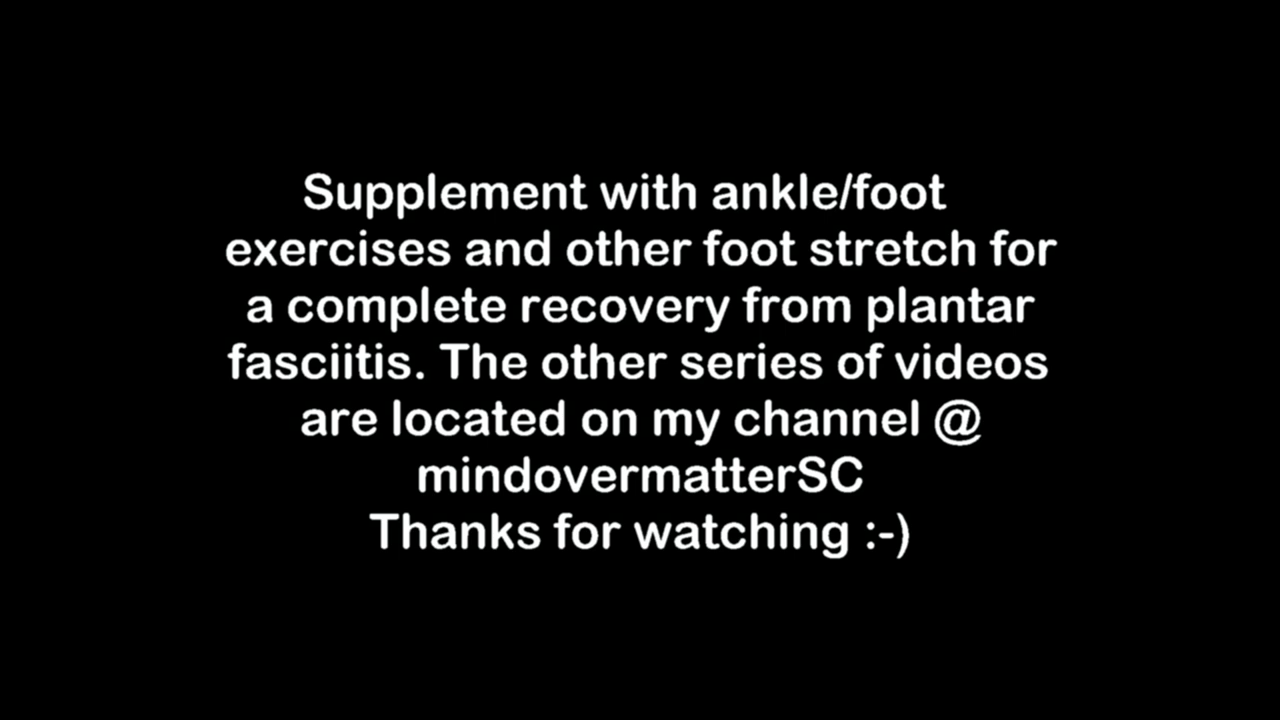 Supplement with ankle/foot
exercises and other foot stretch for
a complete recovery from plantar
fasciitis. The other series of videos
are located on my channel @
mindovermatterSC
Thanks for watching :-)